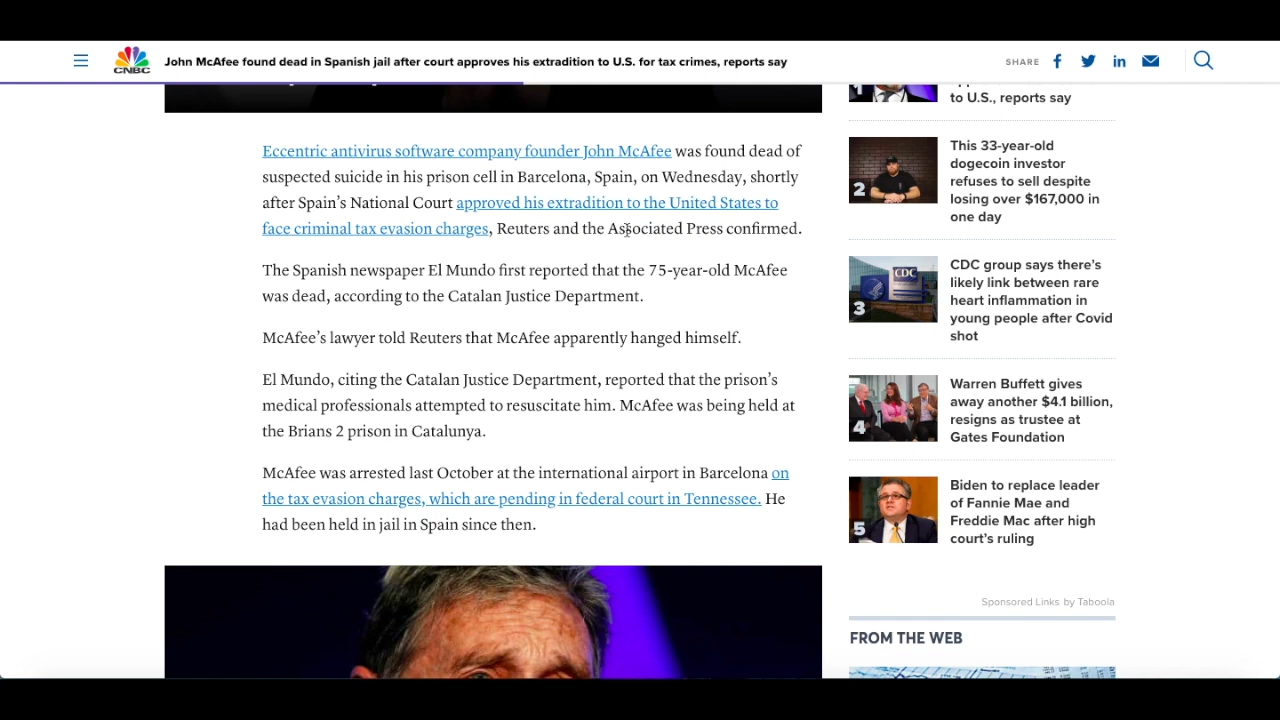 CNBC
John McAfee found dead in Spanish jail after court approves his extradition to U.S. for tax crimes, reports say
SHARE
Eccentric antivirus software company founder John McAfee was found dead of
suspected suicide in his prison cell in Barcelona, Spain, on Wednesday, shortly
after Spain’s National Court approved his extradition to the United States to
face criminal tax evasion charges, Reuters and the Associated Press confirmed.
The Spanish newspaper El Mundo first reported that the 75-year-old McAfee
was dead, according to the Catalan Justice Department.
McAfee’s lawyer told Reuters that McAfee apparently hanged himself.
El Mundo, citing the Catalan Justice Department, reported that the prison’s
medical professionals attempted to resuscitate him. McAfee was being held at
the Brians 2 prison in Catalunya.
McAfee was arrested last October at the international airport in Barcelona on
the tax evasion charges, which are pending in federal court in Tennessee. He
had been held in jail in Spain since then.
to U.S., reports say
2
This 33-year-old
dogecoin investor
refuses to sell despite
losing over $167,000 in
one day
CDC
3
CDC group says there’s
likely link between rare
heart inflammation in
young people after Covid
shot
4
Warren Buffett gives
away another $4.1 billion,
resigns as trustee at
Gates Foundation
5
Biden to replace leader
of Fannie Mae and
Freddie Mac after high
court’s ruling
Sponsored Links by Taboola
FROM THE WEB